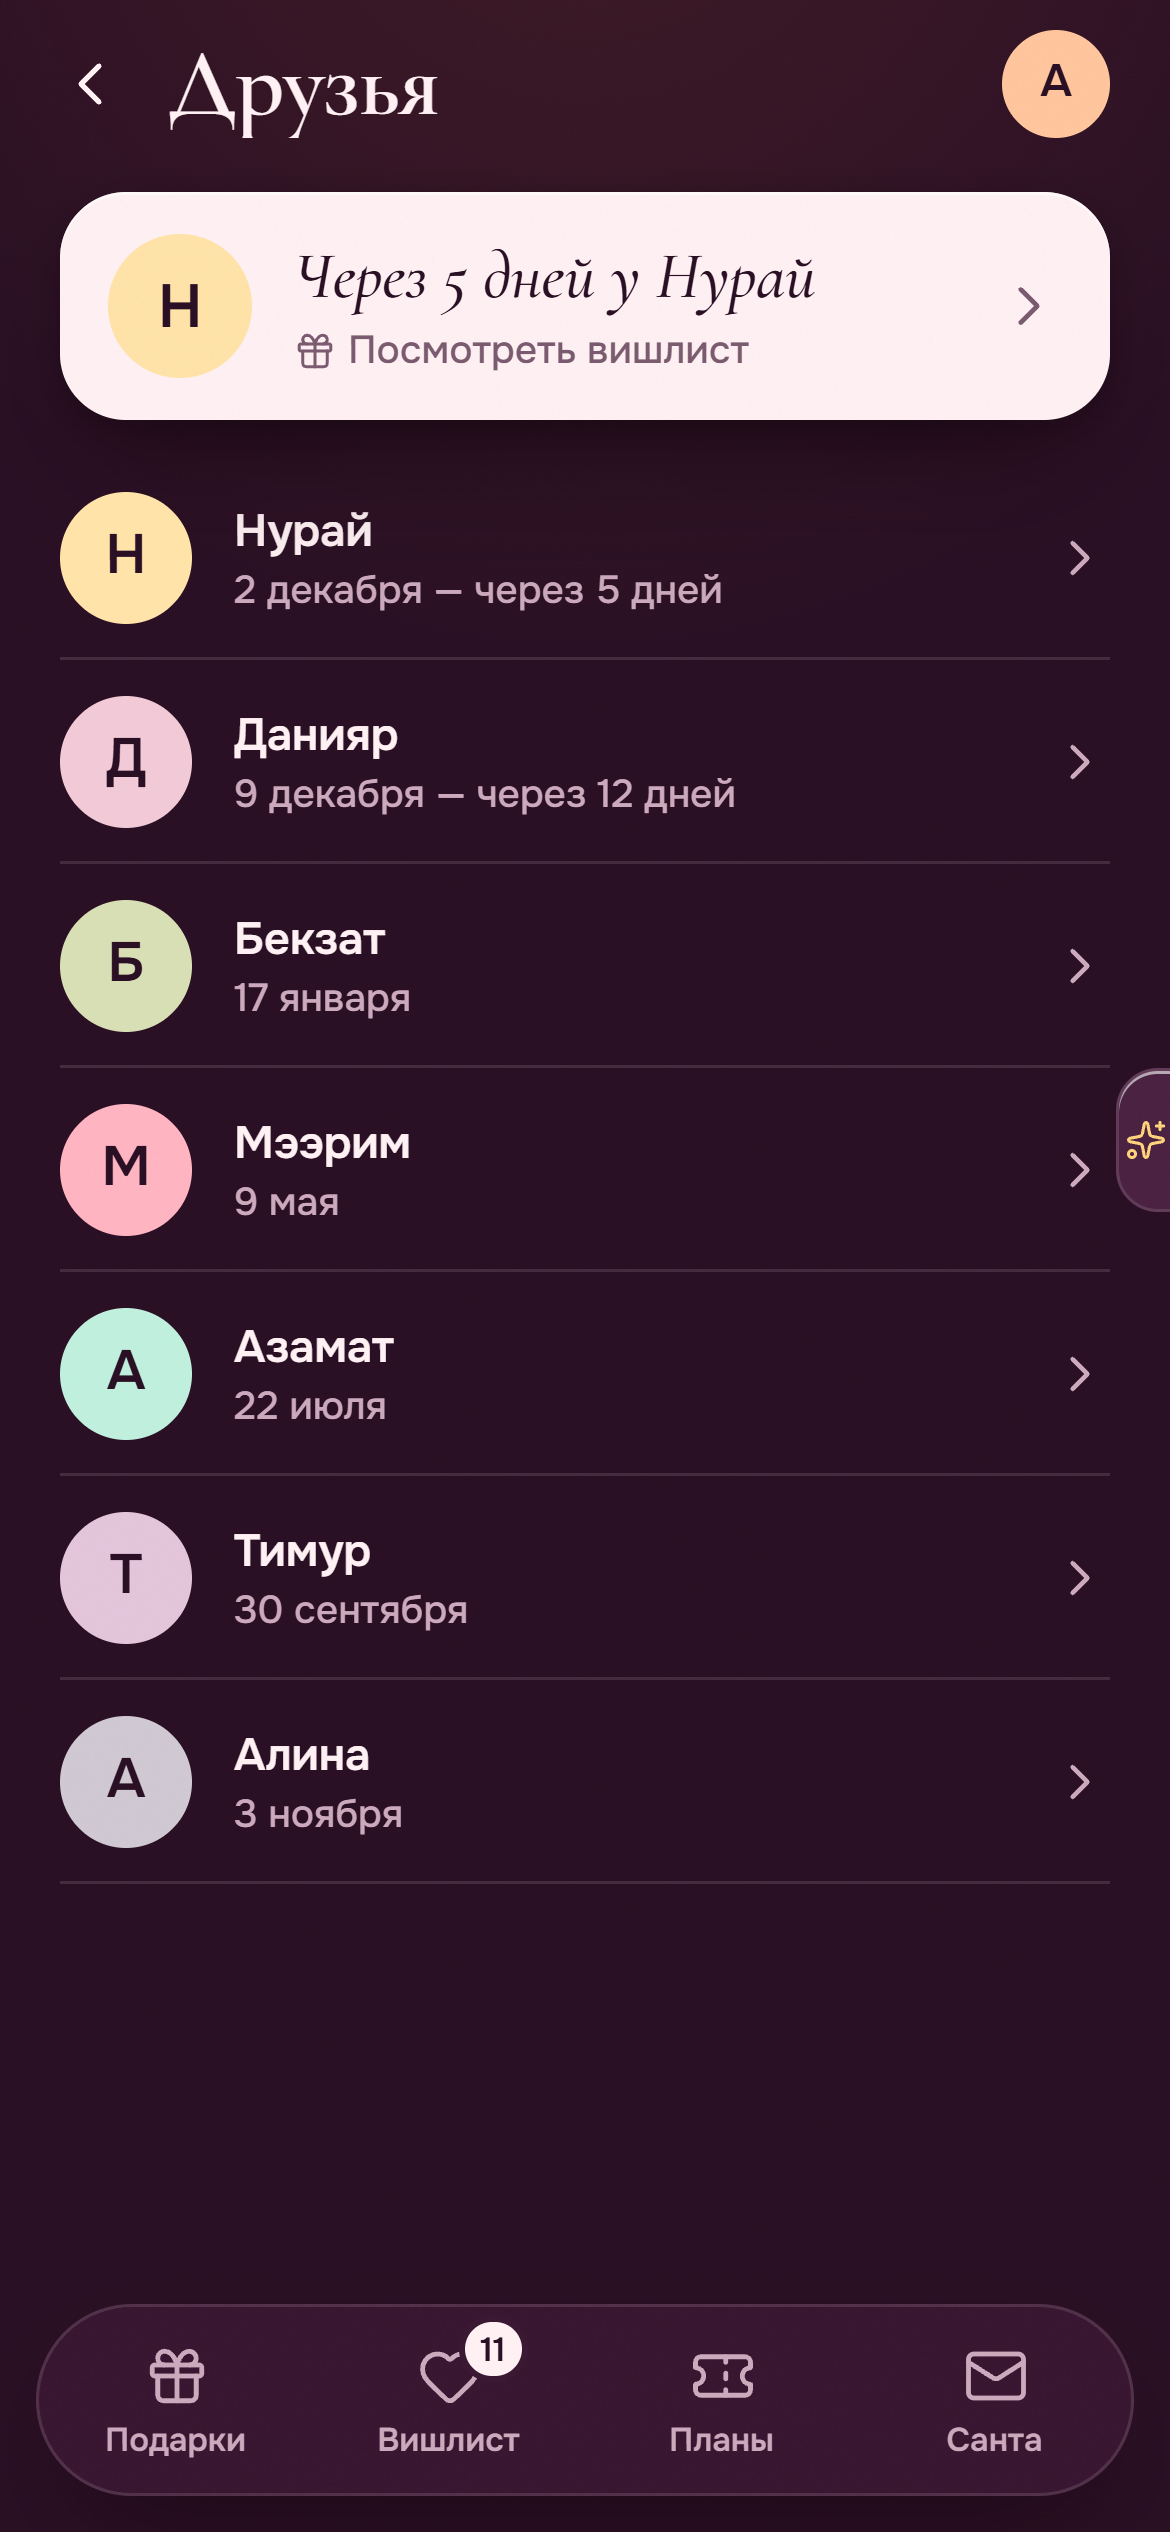 Друзья
А
Н
Через 5 дней у Нурай
Посмотреть вишлист
Н
Нурай
2 декабря — через 5 дней
Д
Данияр
9 декабря — через 12 дней
Б
Бекзат
17 января
М
Мээрим
9 мая
А
Азамат
22 июля
Т
Тимур
30 сентября
А
Алина
3 ноября
11
Подарки
Вишлист
Планы
Санта